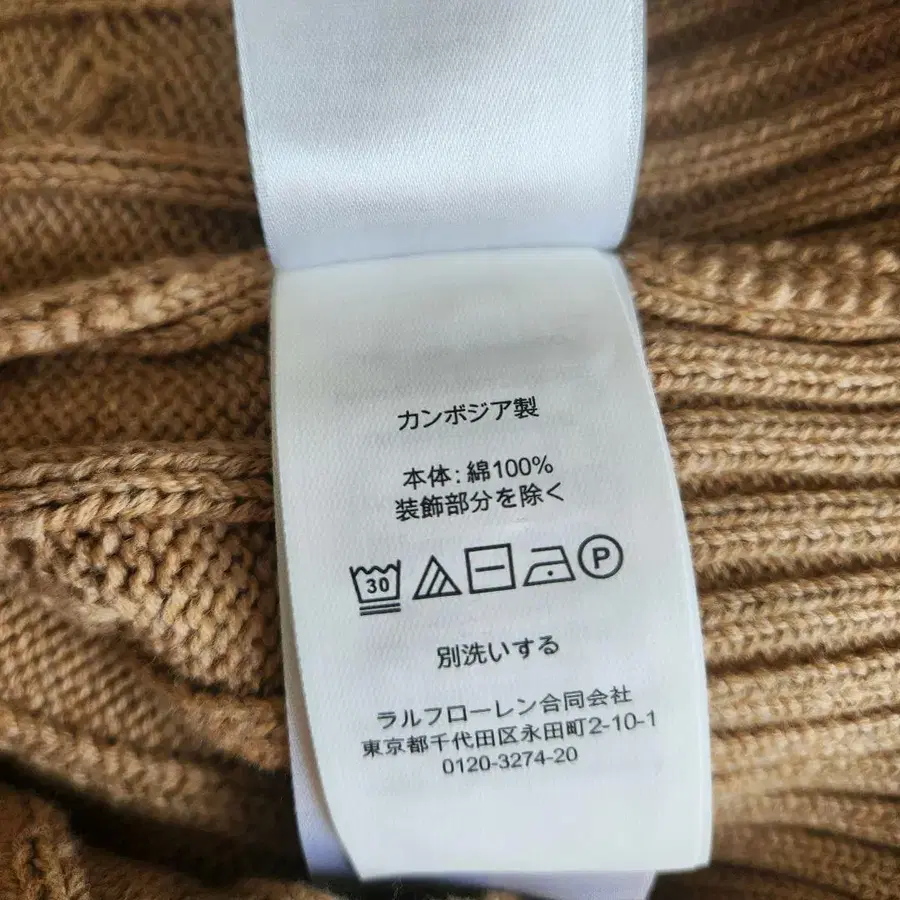 カンボジア製
本体: 綿100%
装飾部分を除く
30 P
別洗いする
ラルフローレン合同会社
東京都千代田区永田町2-10-1
0120-3274-20